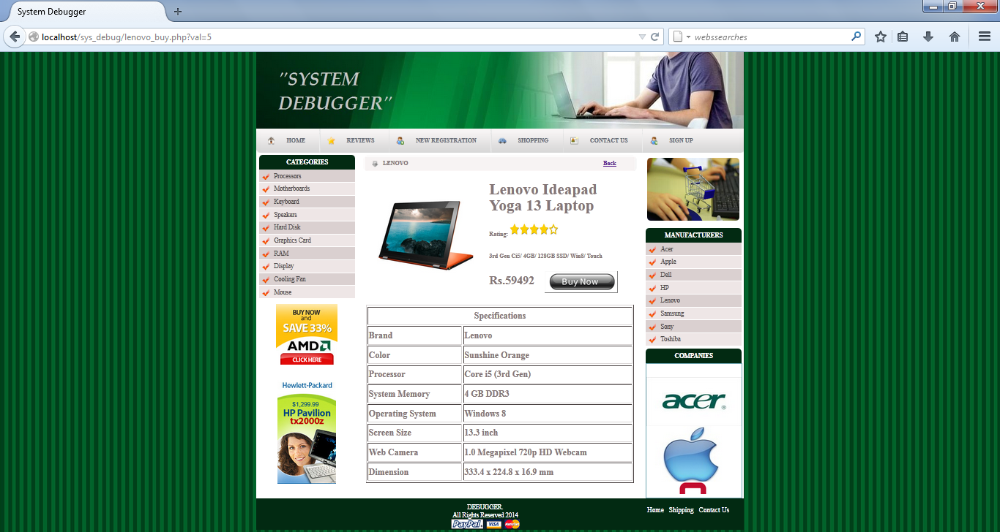 System Debugger
localhost/sys_debug/lenovo_buy.php?val=5
webssearches
"SYSTEM
DEBUGGER"
HOME
REVIEWS
NEW REGISTRATION
SHOPPING
CONTACT US
SIGN UP
CATEGORIES
Processors
Motherboards
Keyboard
Speakers
Hard Disk
Graphics Card
RAM
Display
Cooling Fan
Mouse
BUY NOW
and
SAVE 33%
AMD
CLICK HERE
Hewlett-Packard
$1,299.99
HP Pavilion
tx2000z
LENOVO
Back
Lenovo Ideapad
Yoga 13 Laptop
Rating:
3rd Gen Ci5/ 4GB/ 128GB SSD/ Win8/ Touch
Rs.59492
Buy Now
Specifications
Brand Lenovo
Color Sunshine Orange
Processor Core i5 (3rd Gen)
System Memory 4 GB DDR3
Operating System Windows 8
Screen Size 13.3 inch
Web Camera 1.0 Megapixel 720p HD Webcam
Dimension 333.4 x 224.8 x 16.9 mm
MANUFACTURERS
Acer
Apple
Dell
HP
Lenovo
Samsung
Sony
Toshiba
COMPANIES
acer
DEBUGGER.
All Rights Reserved 2014
PayPal VISA MasterCard
Home Shipping Contact Us